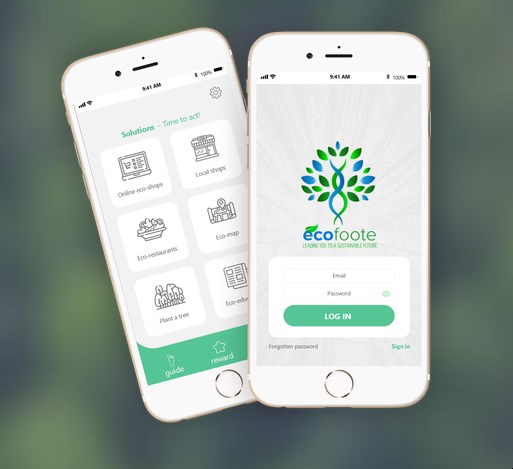 9:41 AM
100%
Solutions - Time to act!
Online eco-shops
Local shops
Eco-restaurants
Eco-map
Plant a tree
guide
reward
9:41 AM
100%
ecofoote
LEADING YOU TO A SUSTAINABLE FUTURE
Email
Password
LOG IN
Forgotten password
Sign in